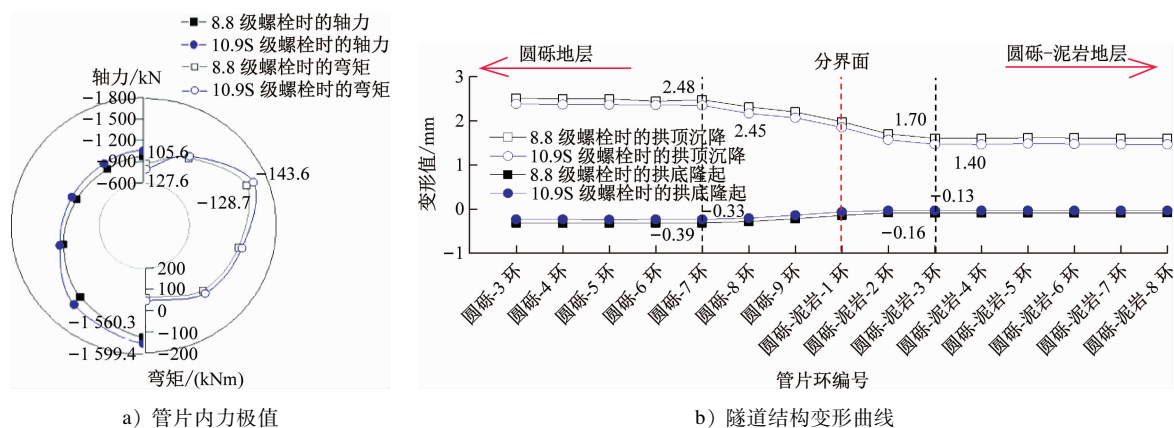 8.8 级螺栓时的轴力
10.9S 级螺栓时的轴力
8.8 级螺栓时的弯矩
10.9S 级螺栓时的弯矩
轴力/kN
-1 800
-1 500
-1 200
-900
-600
105.6
127.6
-143.6
-128.7
200
100
0
-100
-200
-1 560.3
-1 599.4
弯矩/(kNm)
a) 管片内力极值
圆砾地层
分界面
圆砾-泥岩地层
变形值/mm
3
2
1
0
-1
2.48
2.45
1.70
1.40
8.8 级螺栓时的拱顶沉降
10.9S 级螺栓时的拱顶沉降
8.8 级螺栓时的拱底隆起
10.9S 级螺栓时的拱底隆起
-0.33
-0.39
-0.13
-0.16
圆砾-3 环
圆砾-4 环
圆砾-5 环
圆砾-6 环
圆砾-7 环
圆砾-8 环
圆砾-9 环
圆砾-泥岩-1 环
圆砾-泥岩-2 环
圆砾-泥岩-3 环
圆砾-泥岩-4 环
圆砾-泥岩-5 环
圆砾-泥岩-6 环
圆砾-泥岩-7 环
圆砾-泥岩-8 环
管片环编号
b) 隧道结构变形曲线